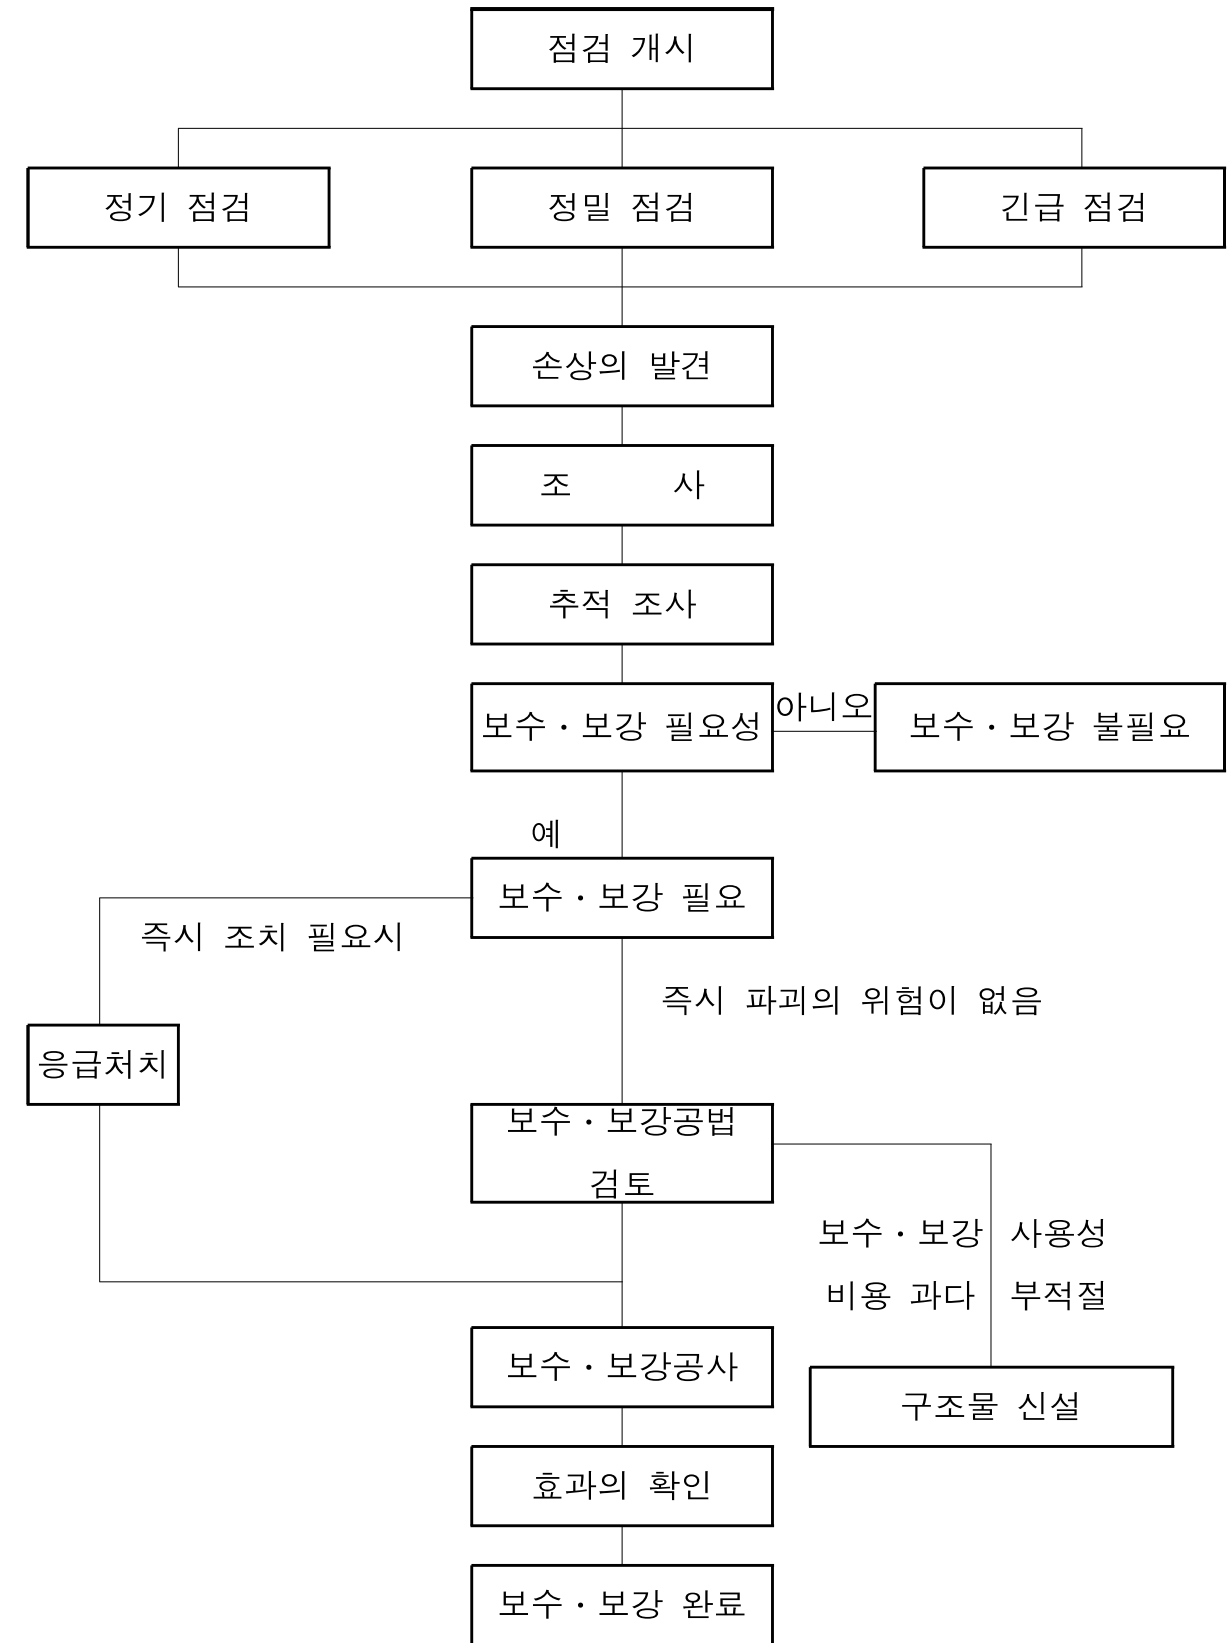 점검 개시
정기 점검
정밀 점검
긴급 점검
손상의 발견
조 사
추적 조사
보수·보강 필요성
아니오
보수·보강 불필요
예
보수·보강 필요
즉시 조치 필요시
즉시 파괴의 위험이 없음
응급처치
보수·보강공법
검토
보수·보강
비용 과다
사용성
부적절
보수·보강공사
구조물 신설
효과의 확인
보수·보강 완료